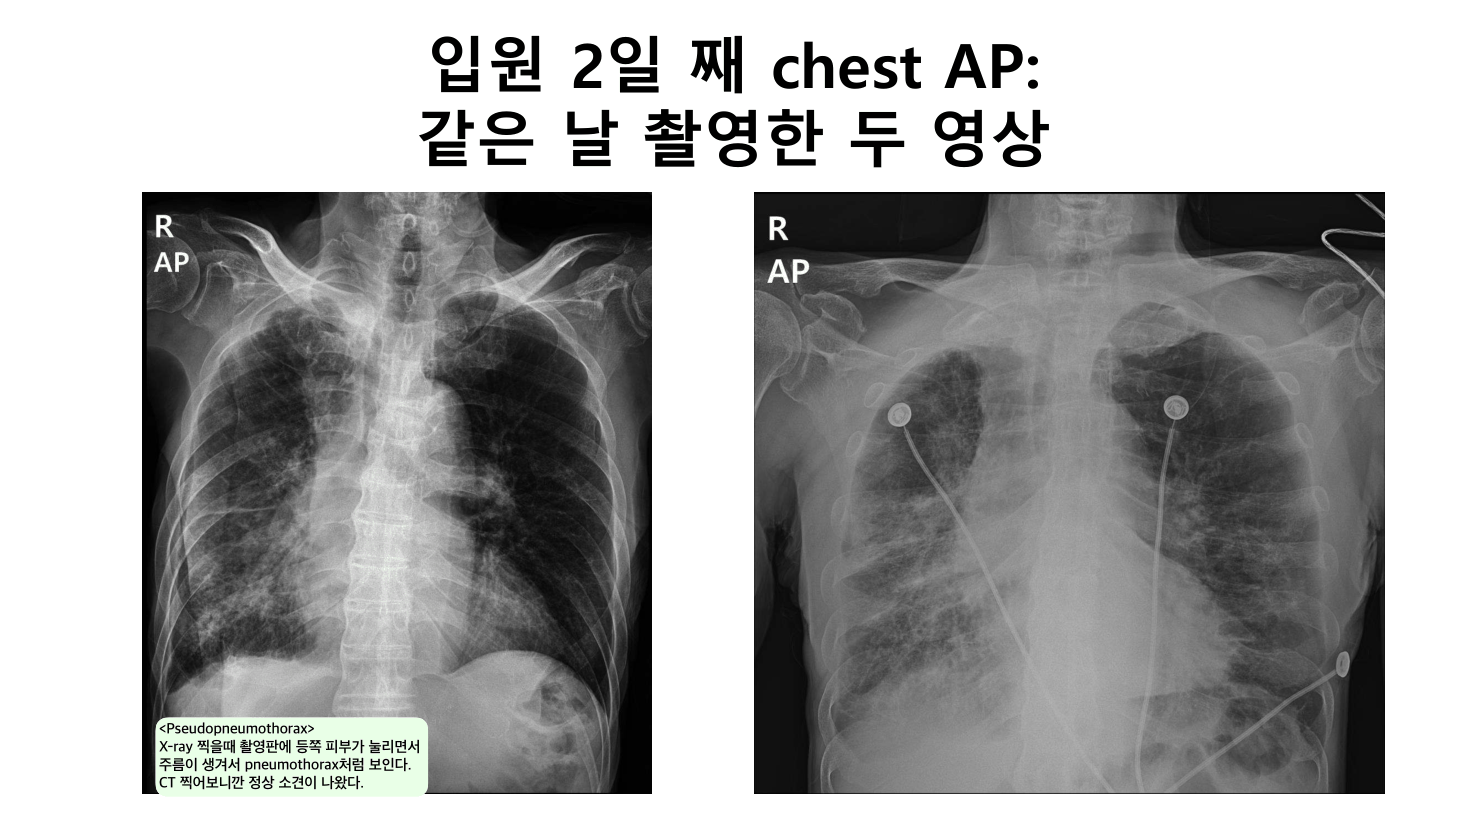 입원 2일 째 chest AP:
같은 날 촬영한 두 영상
R
AP
<Pseudopneumothorax>
X-ray 찍을때 촬영판에 등쪽 피부가 눌리면서
주름이 생겨서 pneumothorax처럼 보인다.
CT 찍어보니깐 정상 소견이 나왔다.
R
AP